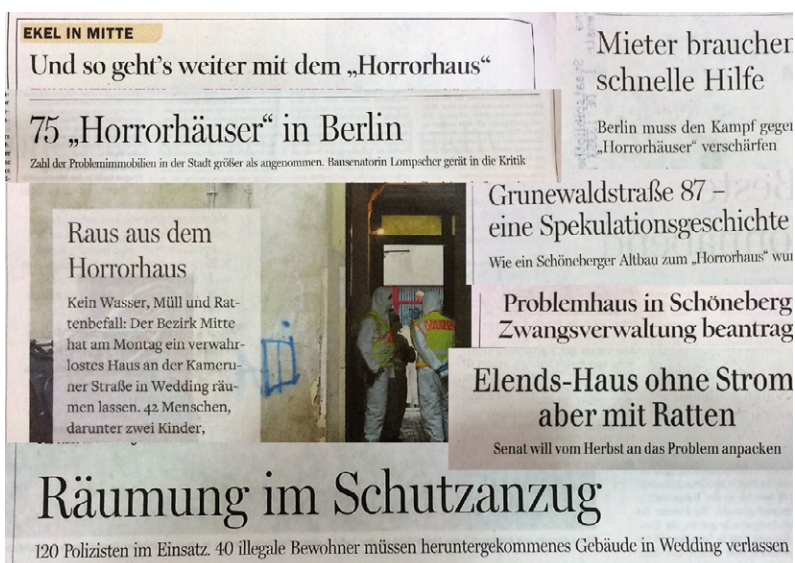 EKEL IN MITTE
Und so geht's weiter mit dem „Horrorhaus“
Mieter brauchen
schnelle Hilfe
Berlin muss den Kampf gegen
„Horrorhäuser“ verschärfen
75 „Horrorhäuser“ in Berlin
Zahl der Problemimmobilien in der Stadt größer als angenommen. Bausenatorin Lompscher gerät in die Kritik
Grunewaldstraße 87 –
eine Spekulationsgeschichte
Wie ein Schöneberger Altbau zum „Horrorhaus“ wur
Raus aus dem
Horrorhaus
Kein Wasser, Müll und Rat-
tenbefall: Der Bezirk Mitte
hat am Montag ein verwahr-
lostes Haus an der Kameru-
ner Straße in Wedding räu-
men lassen. 42 Menschen,
darunter zwei Kinder,
POLIZEI
Problemhaus in Schöneberg:
Zwangsverwaltung beantrag
Elends-Haus ohne Strom
aber mit Ratten
Senat will vom Herbst an das Problem anpacken
Räumung im Schutzanzug
120 Polizisten im Einsatz. 40 illegale Bewohner müssen heruntergekommenes Gebäude in Wedding verlassen